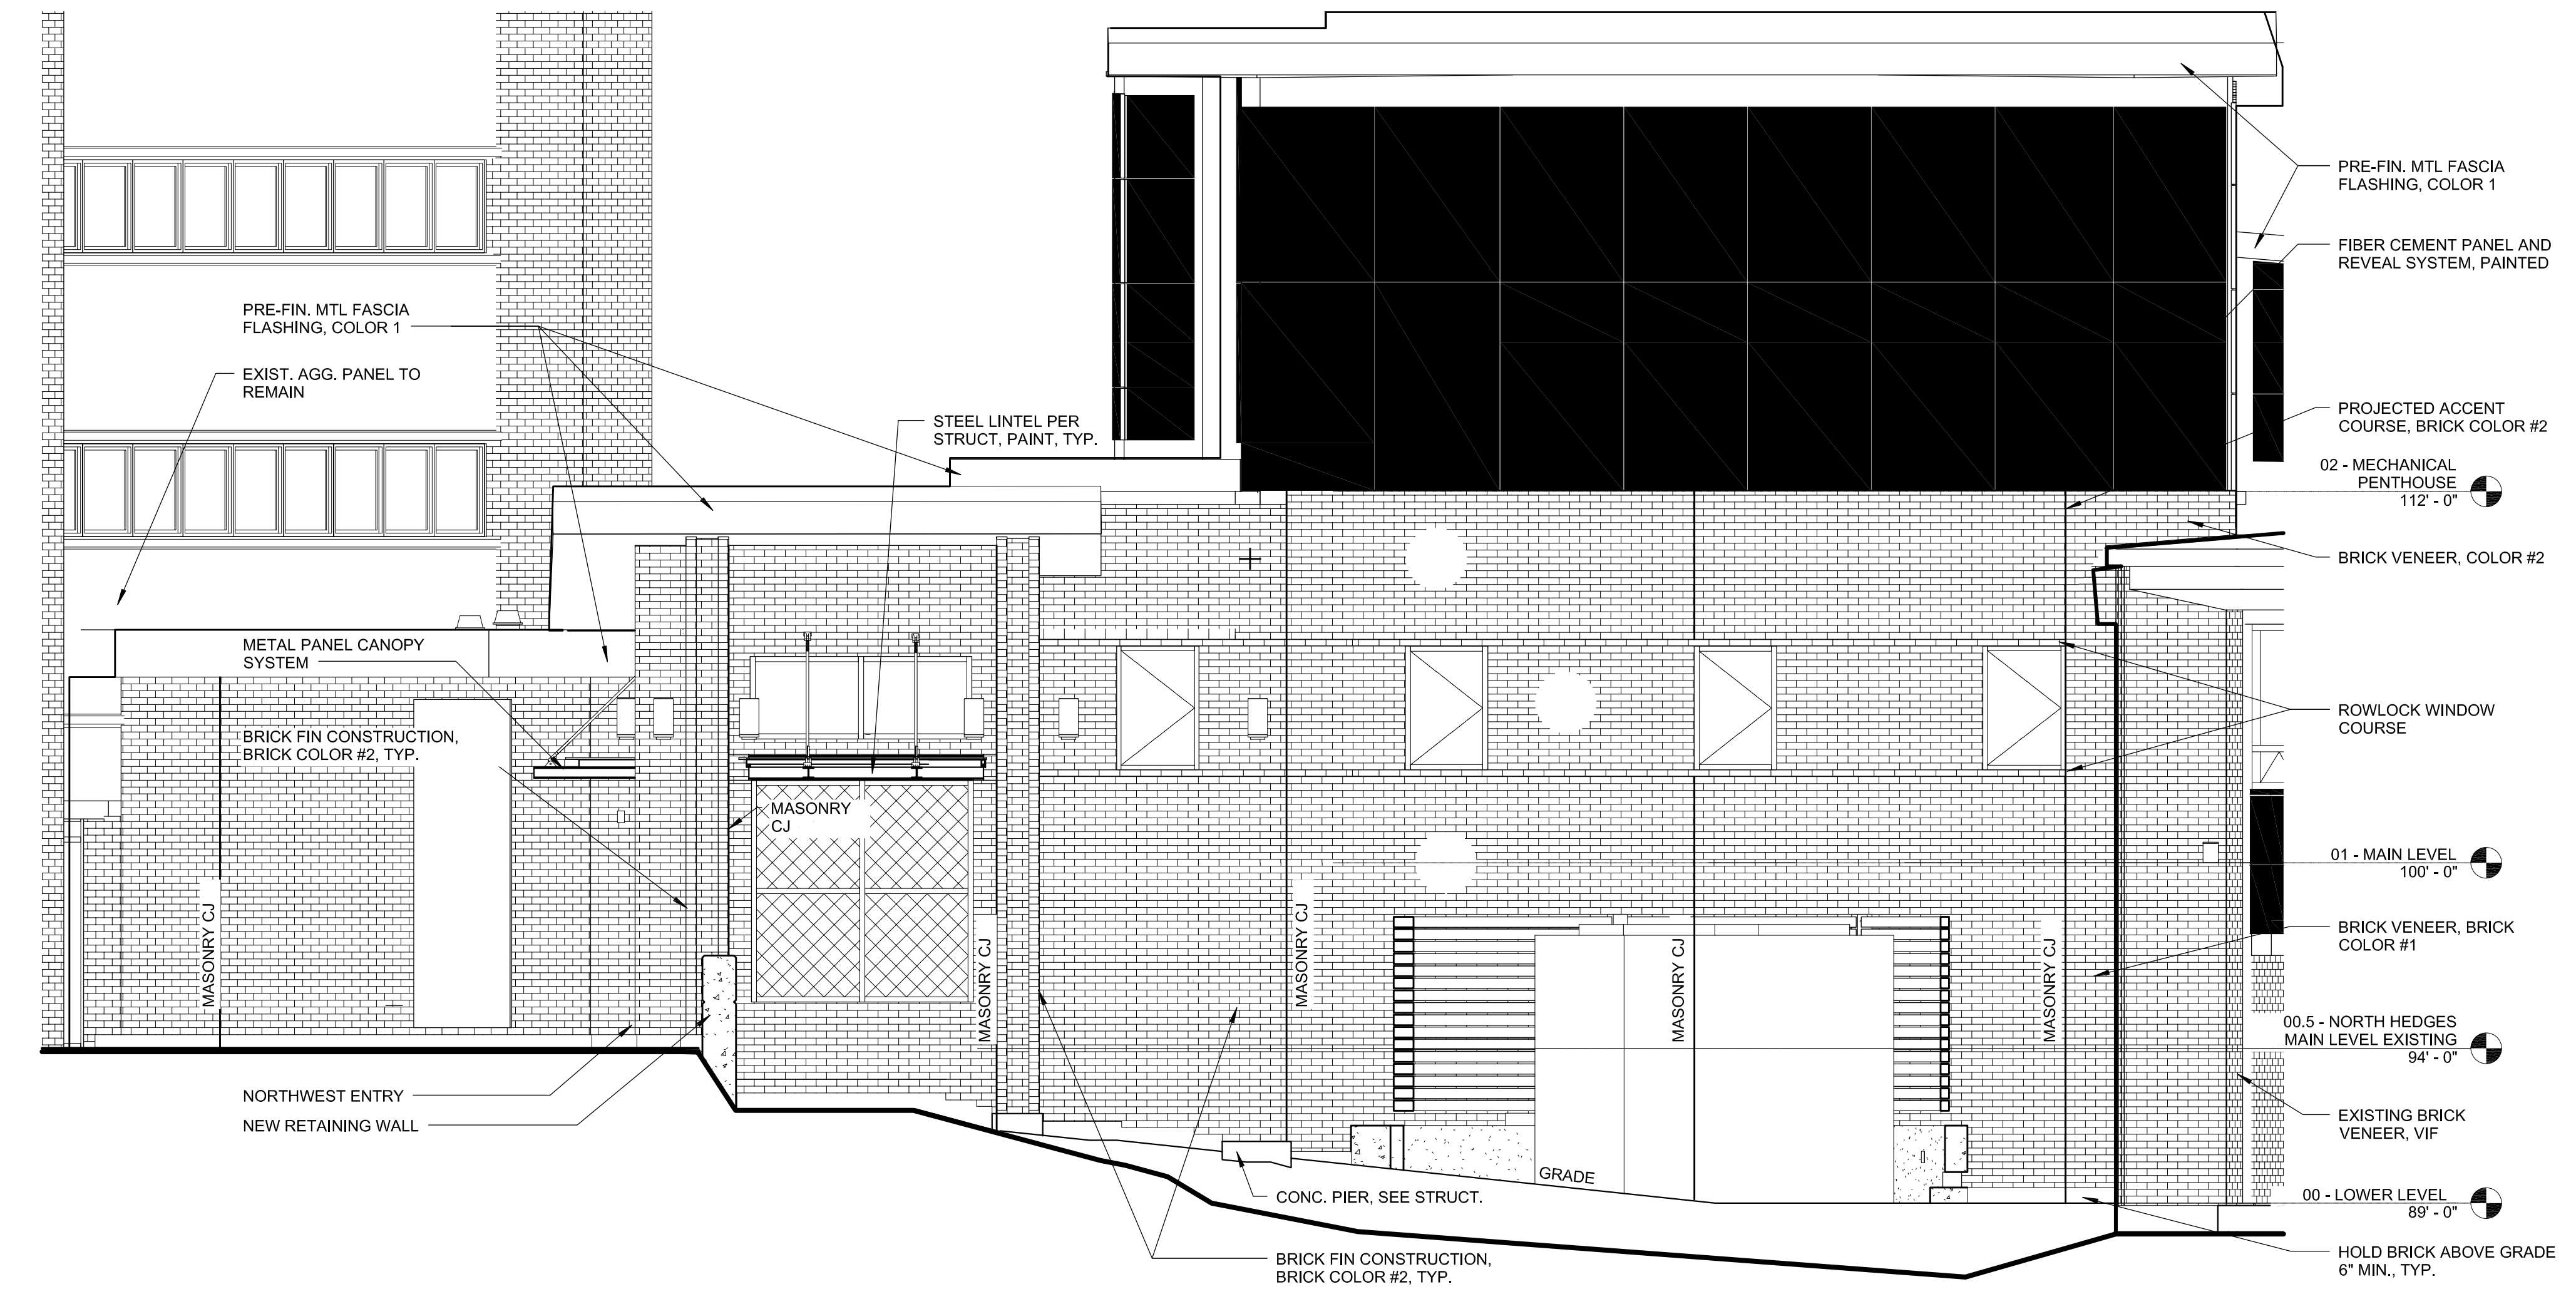 PRE-FIN. MTL FASCIA
FLASHING, COLOR 1
EXIST. AGG. PANEL TO
REMAIN
METAL PANEL CANOPY
SYSTEM
BRICK FIN CONSTRUCTION,
BRICK COLOR #2, TYP.
MASONRY CJ
NORTHWEST ENTRY
NEW RETAINING WALL
STEEL LINTEL PER
STRUCT, PAINT, TYP.
MASONRY
CJ
MASONRY CJ
MASONRY CJ
MASONRY CJ
MASONRY CJ
GRADE
CONC. PIER, SEE STRUCT.
BRICK FIN CONSTRUCTION,
BRICK COLOR #2, TYP.
PRE-FIN. MTL FASCIA
FLASHING, COLOR 1
FIBER CEMENT PANEL AND
REVEAL SYSTEM, PAINTED
PROJECTED ACCENT
COURSE, BRICK COLOR #2
02 - MECHANICAL
PENTHOUSE
112' - 0"
BRICK VENEER, COLOR #2
ROWLOCK WINDOW
COURSE
01 - MAIN LEVEL
100' - 0"
BRICK VENEER, BRICK
COLOR #1
00.5 - NORTH HEDGES
MAIN LEVEL EXISTING
94' - 0"
EXISTING BRICK
VENEER, VIF
00 - LOWER LEVEL
89' - 0"
HOLD BRICK ABOVE GRADE
6" MIN., TYP.